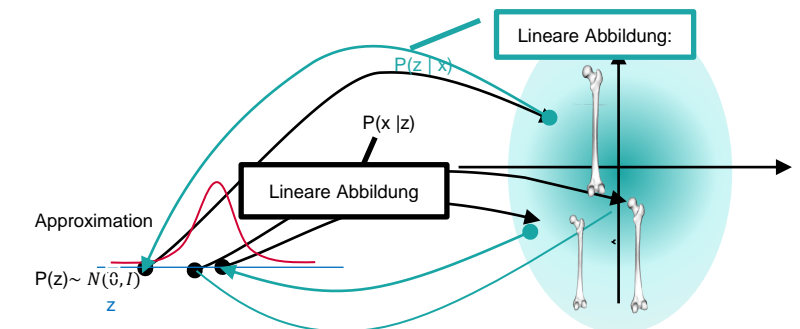 Lineare Abbildung:
P(z | x)
P(x |z)
Lineare Abbildung
Approximation
P(z)~ N(0⃗,I)
z